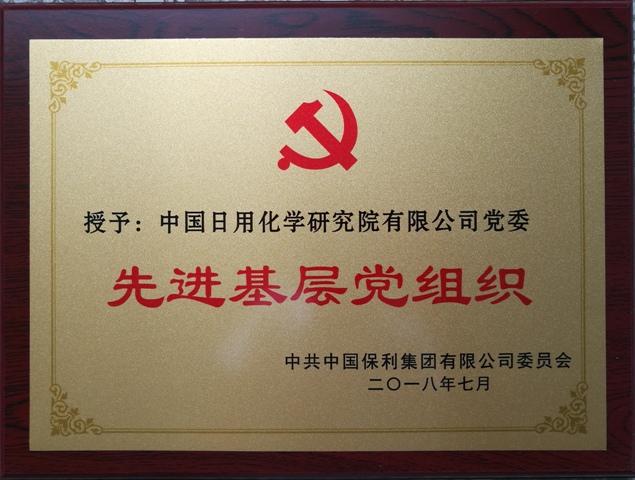 授予：中国日用化学研究院有限公司党委
先进基层党组织
中共中国保利集团有限公司委员会
二〇一八年七月